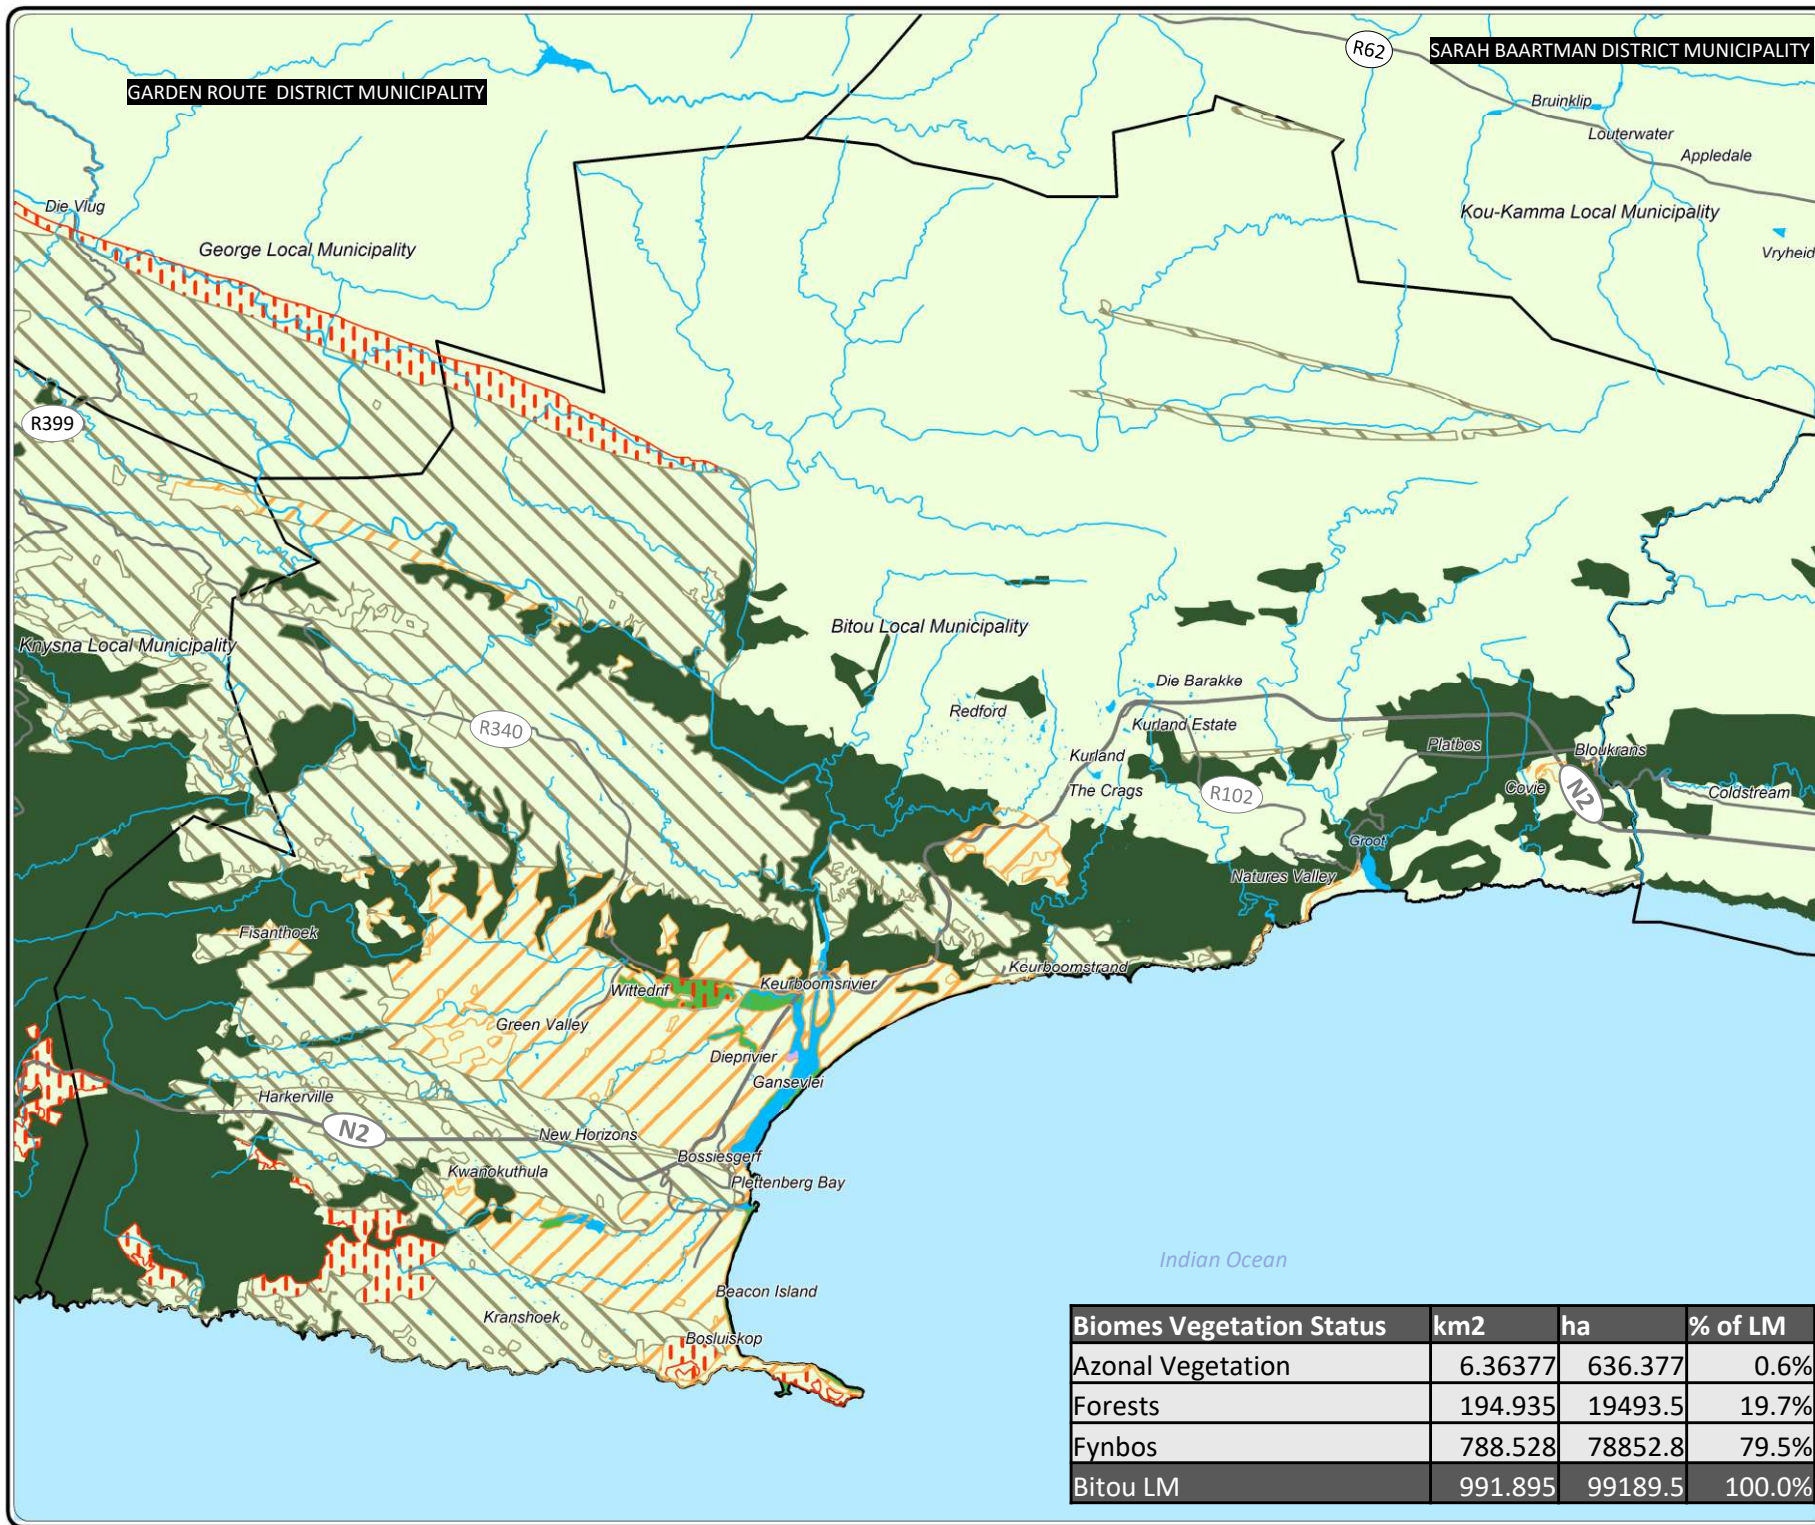 R62
SARAH BAARTMAN DISTRICT MUNICIPALITY
GARDEN ROUTE DISTRICT MUNICIPALITY
Bruinklip
Louterwater
Appledale
Die Vlug
Kou-Kamma Local Municipality
George Local Municipality
Vryheid
R399
Bitou Local Municipality
Knysna Local Municipality
Die Barakke
Redford
Kurland Estate
R340
Kurland
Platbos
Bloukrans
The Crags
R102
Covie
N2
Coldstream
Groot
Natures Valley
Fisanthoek
Keurboomstrand
Wittedrif
Keurboomsrivier
Green Valley
Dieprivier
Gansevlei
Harkerville
N2
New Horizons
Bossiesgerf
Kwanokuthula
Plettenberg Bay
Indian Ocean
Beacon Island
Kranshoek
Bosluiskop
Biomes Vegetation Status km2 ha % of LM
Azonal Vegetation 6.36377 636.377 0.6%
Forests 194.935 19493.5 19.7%
Fynbos 788.528 78852.8 79.5%
Bitou LM 991.895 99189.5 100.0%